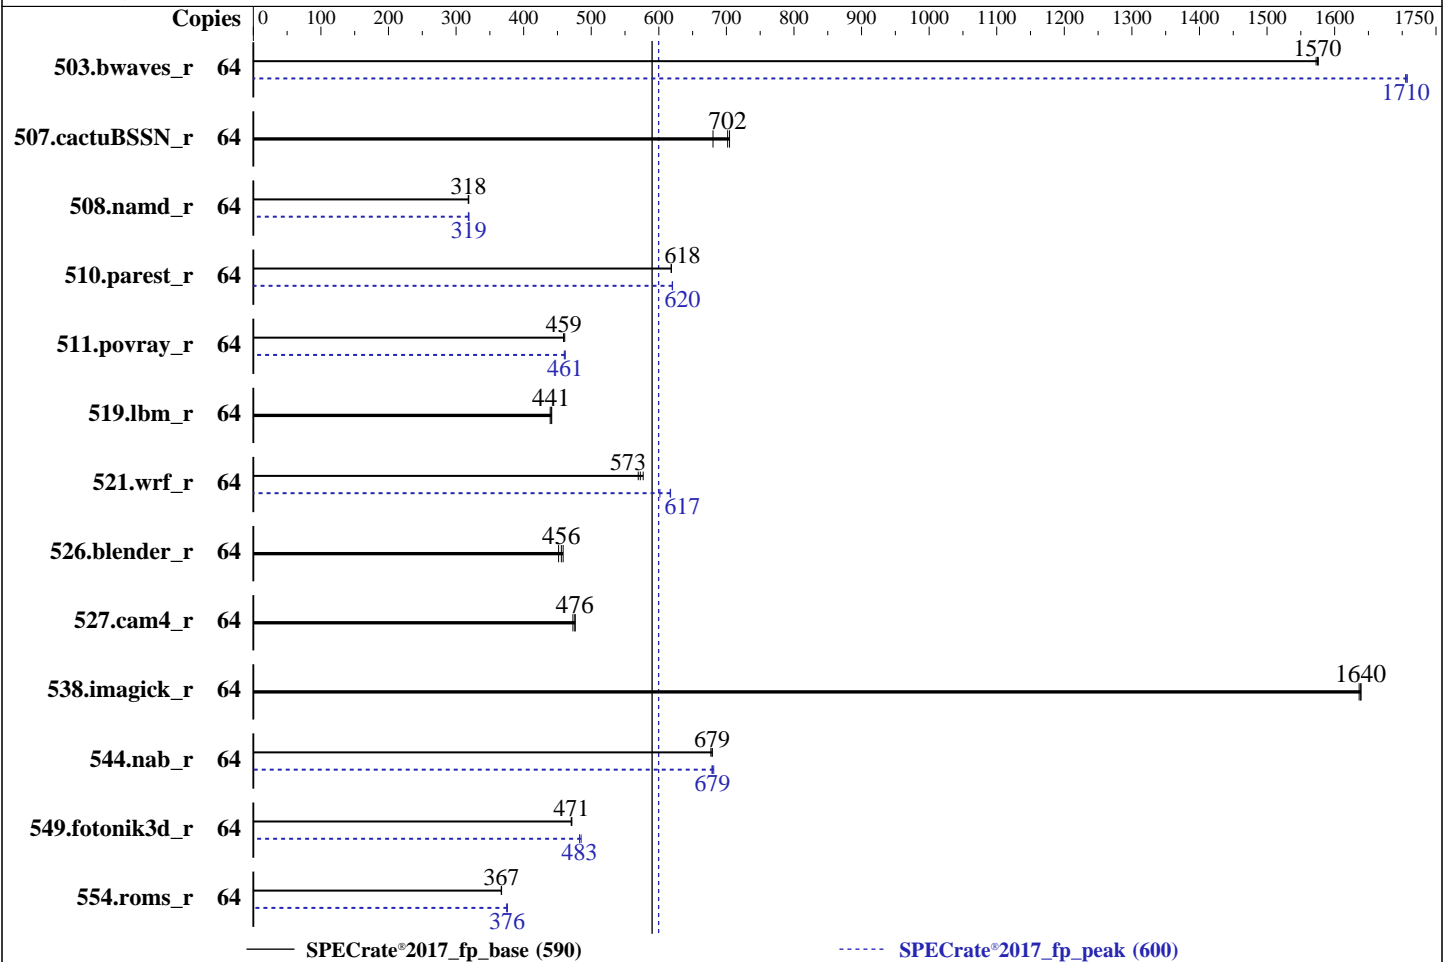 Copies 0 100 200 300 400 500 600 700 800 900 1000 1100 1200 1300 1400 1500 1600 1750
1570
503.bwaves_r 64
1710
702
507.cactuBSSN_r 64
318
508.namd_r 64
319
618
510.parest_r 64
620
459
511.povray_r 64
461
441
519.lbm_r 64
573
521.wrf_r 64
617
456
526.blender_r 64
476
527.cam4_r 64
1640
538.imagick_r 64
679
544.nab_r 64
679
471
549.fotonik3d_r 64
483
367
554.roms_r 64
376
SPECrate®2017_fp_base (590) SPECrate®2017_fp_peak (600)